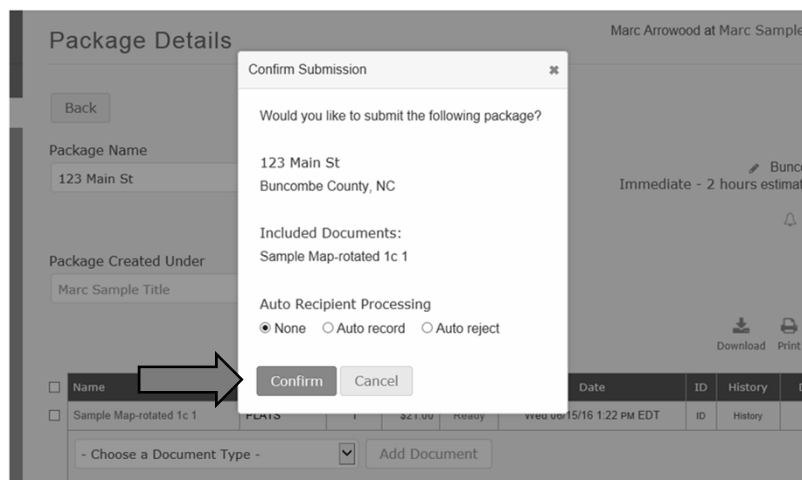 Package Details
Marc Arrowood at Marc Sample
Confirm Submission
Back
Would you like to submit the following package?
Package Name
123 Main St
123 Main St
Buncombe County, NC
Immediate - 2 hours
Included Documents:
Sample Map-rotated 1c 1
Package Created Under
Marc Sample Title
Auto Recipient Processing
None Auto record Auto reject
Download Print
Confirm Cancel
Name Date ID History
Sample Map-rotated 1c 1 PLATS 1 $21.00 Ready Wed 06/15/16 1:22 PM EDT ID History
- Choose a Document Type - Add Document